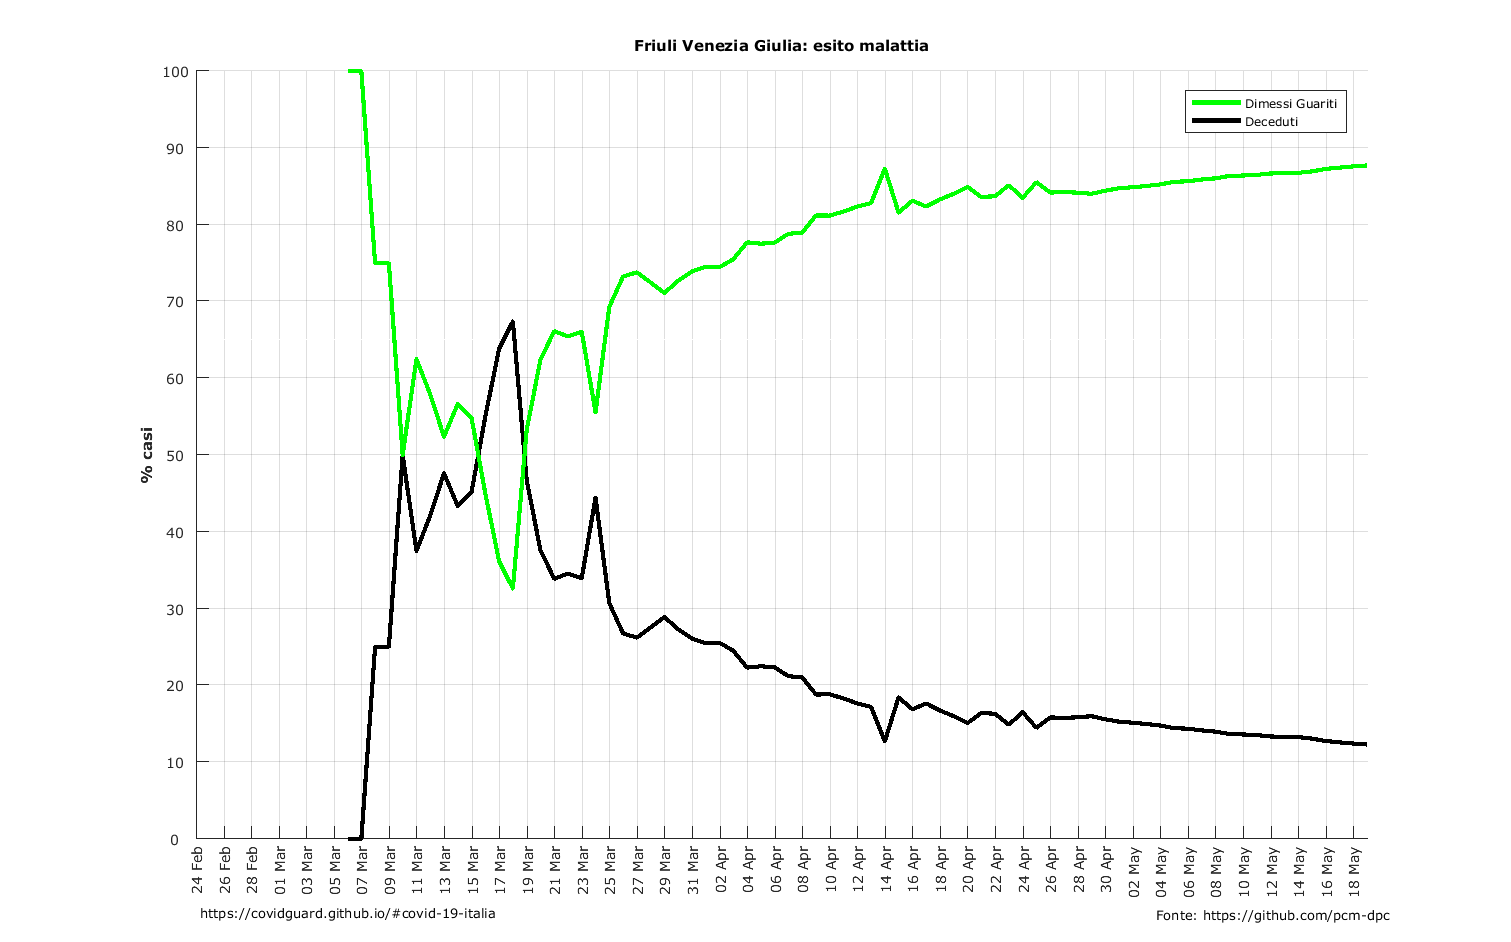 Friuli Venezia Giulia: esito malattia
Dimessi Guariti
Deceduti
% casi
100
90
80
70
60
50
40
30
20
10
0
24 Feb
26 Feb
28 Feb
01 Mar
03 Mar
05 Mar
07 Mar
09 Mar
11 Mar
13 Mar
15 Mar
17 Mar
19 Mar
21 Mar
23 Mar
25 Mar
27 Mar
29 Mar
31 Mar
02 Apr
04 Apr
06 Apr
08 Apr
10 Apr
12 Apr
14 Apr
16 Apr
18 Apr
20 Apr
22 Apr
24 Apr
26 Apr
28 Apr
30 Apr
02 May
04 May
06 May
08 May
10 May
12 May
14 May
16 May
18 May
https://covidguard.github.io/#covid-19-italia
Fonte: https://github.com/pcm-dpc